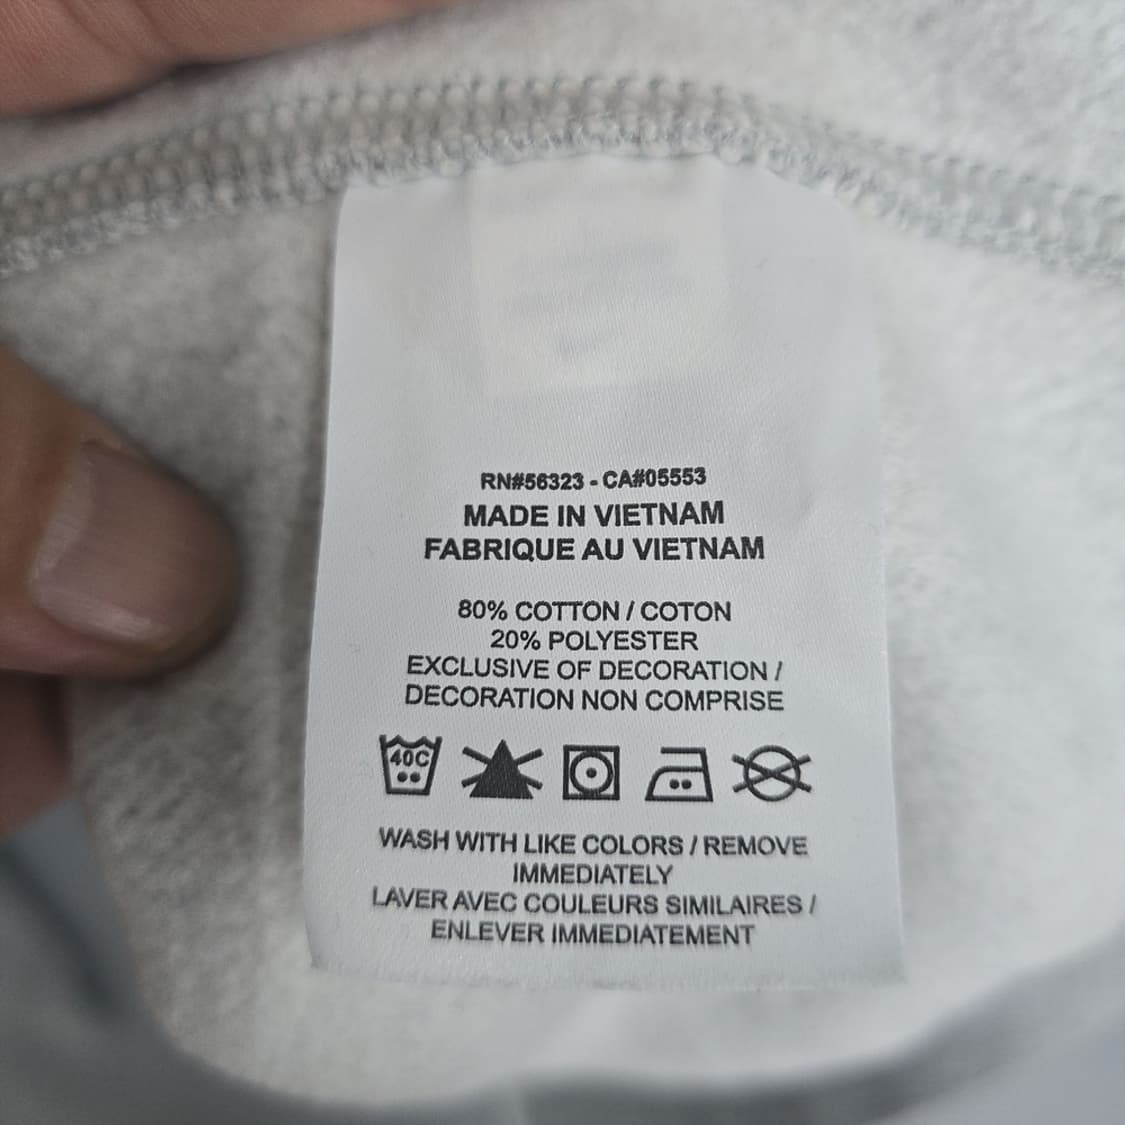 RN#56323 - CA#05553
MADE IN VIETNAM
FABRIQUE AU VIETNAM
80% COTTON / COTON
20% POLYESTER
EXCLUSIVE OF DECORATION /
DECORATION NON COMPRISE
40C
WASH WITH LIKE COLORS / REMOVE
IMMEDIATELY
LAVER AVEC COULEURS SIMILAIRES /
ENLEVER IMMEDIATEMENT